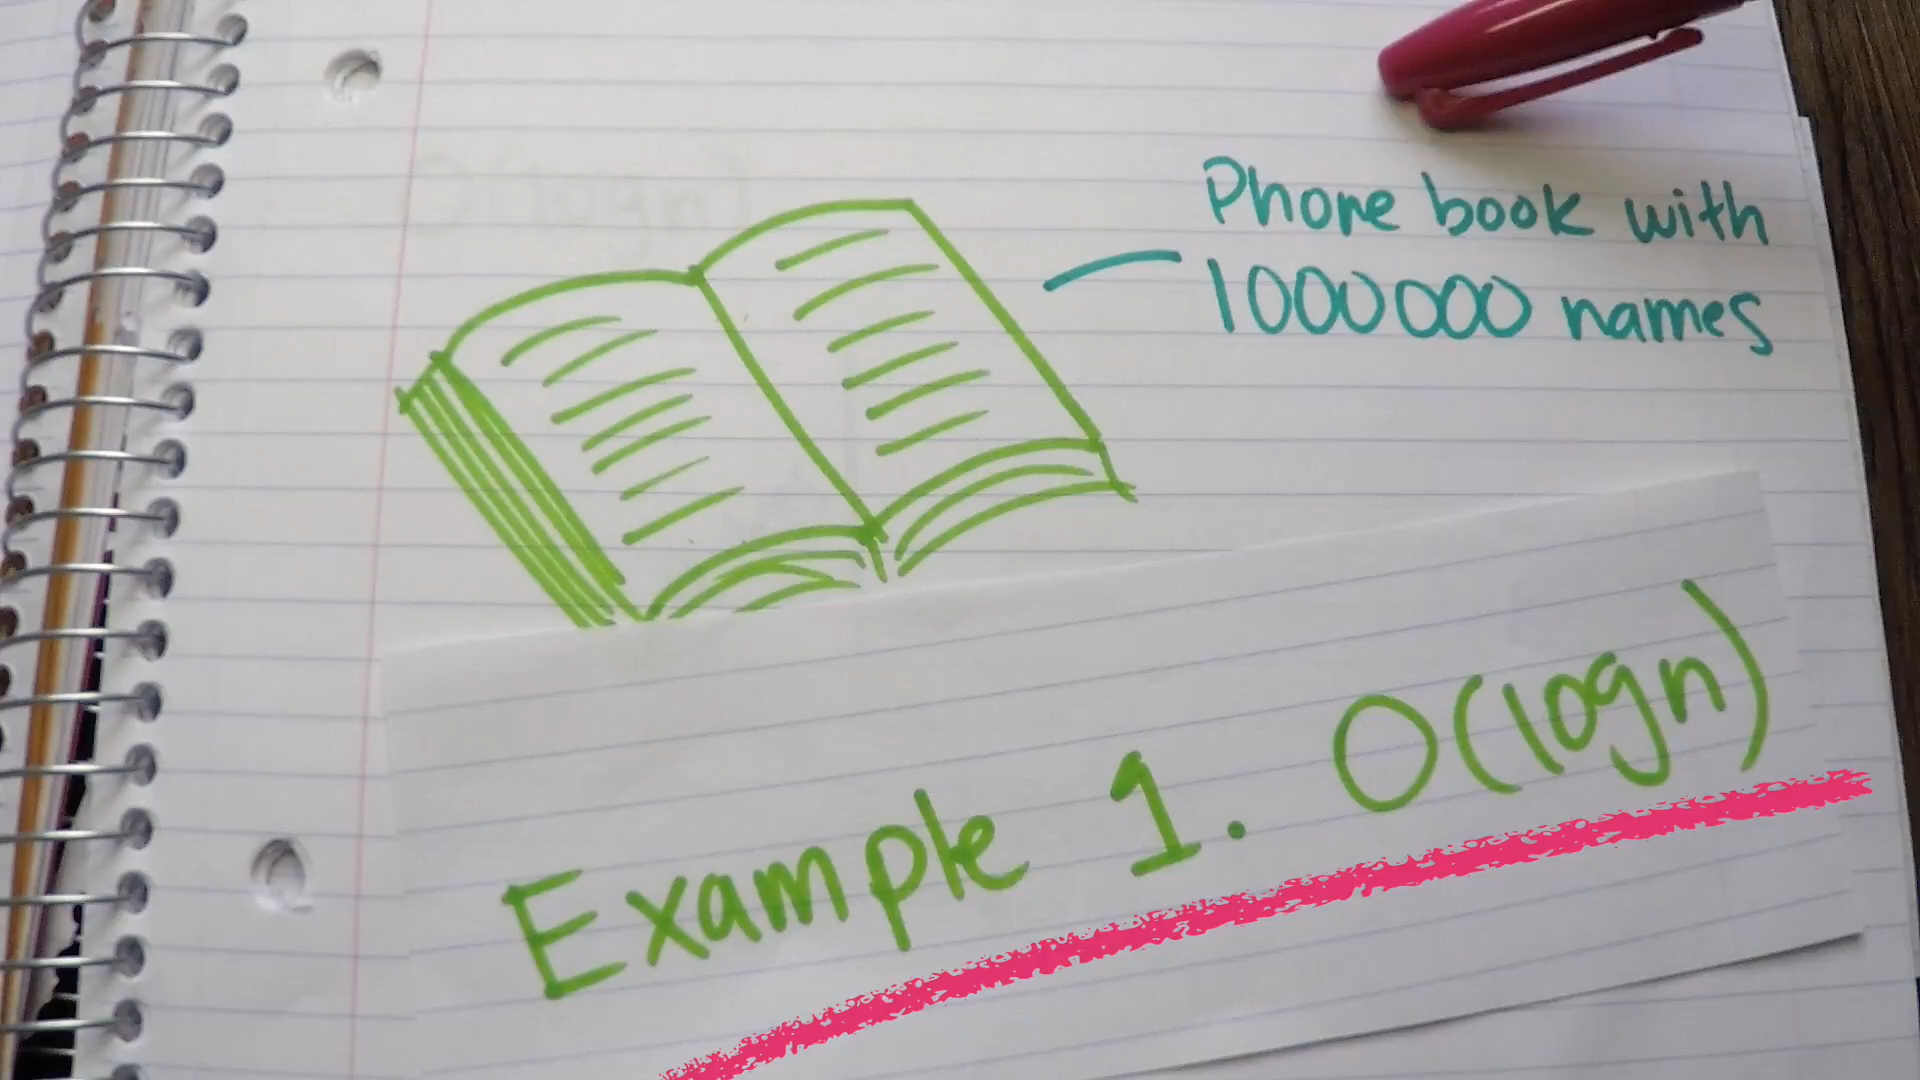 Phone book with
1000000 names
Example 1. O(logn)